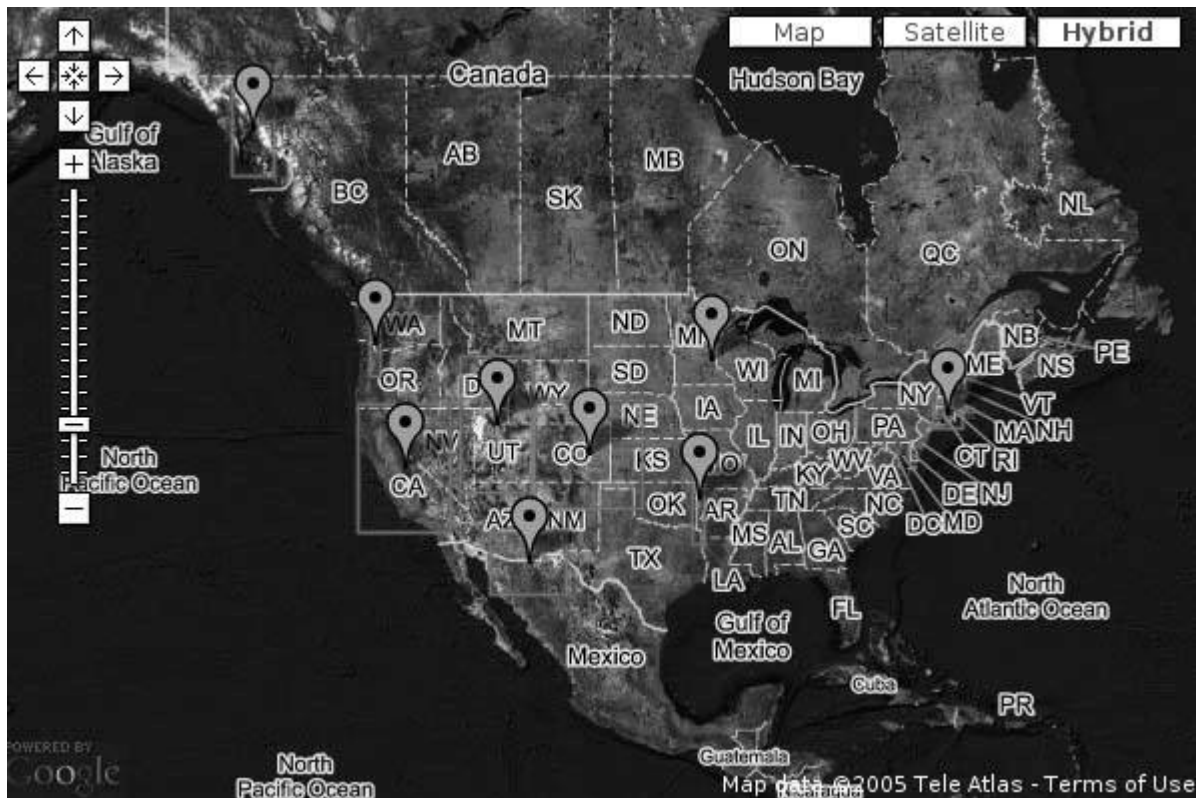 Map Satellite Hybrid
Canada
Hudson Bay
Gulf of
Alaska
AB
MB
BC
SK
NL
ON
QC
WA
MT
ND
NB
PE
ME
NS
OR
WY
SD
WI
MI
NY
VT
IA
MA
NH
NV
UT
CO
NE
IL
IN
OH
PA
CT
RI
North
Pacific Ocean
CA
KS
KY
WV
VA
DE
NJ
AZ
NM
OK
AR
TN
NC
DC
MD
MS
AL
GA
SC
TX
LA
FL
North
Atlantic Ocean
Gulf of
Mexico
Mexico
Cuba
PR
Guatemala
POWERED BY
Google
North
Pacific Ocean
Map data ©2005 Tele Atlas - Terms of Use